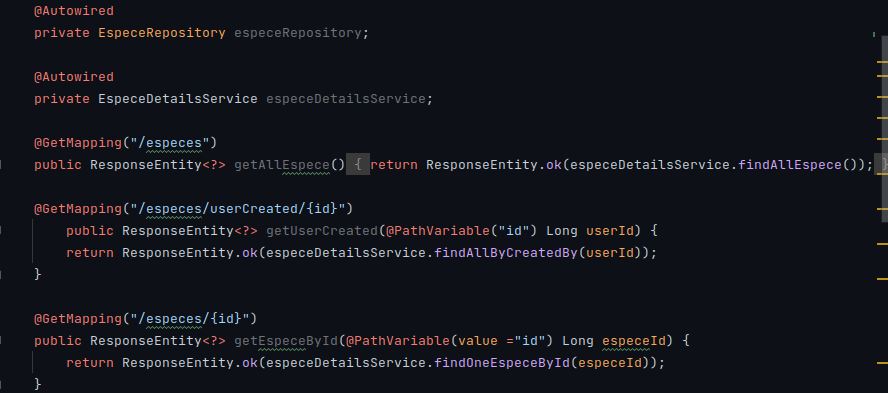 @Autowired
private EspeceRepository especeRepository;
@Autowired
private EspeceDetailsService especeDetailsService;
@GetMapping("/especes")
public ResponseEntity<?> getAllEspece() { return ResponseEntity.ok(especeDetailsService.findAllEspece()); }
@GetMapping("/especes/userCreated/{id}")
public ResponseEntity<?> getUserCreated(@PathVariable("id") Long userId) {
return ResponseEntity.ok(especeDetailsService.findAllByCreatedBy(userId));
}
@GetMapping("/especes/{id}")
public ResponseEntity<?> getEspeceById(@PathVariable(value ="id") Long especeId) {
return ResponseEntity.ok(especeDetailsService.findOneEspeceById(especeId));
}